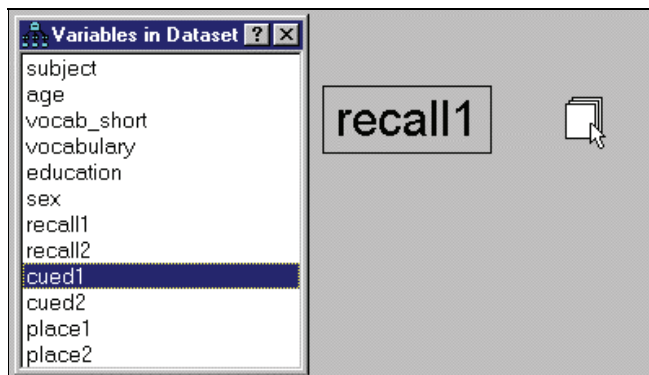 Variables in Dataset ? ×
subject
age
vocab_short
vocabulary
education
sex
recall1
recall2
cued1
cued2
place1
place2
recall1